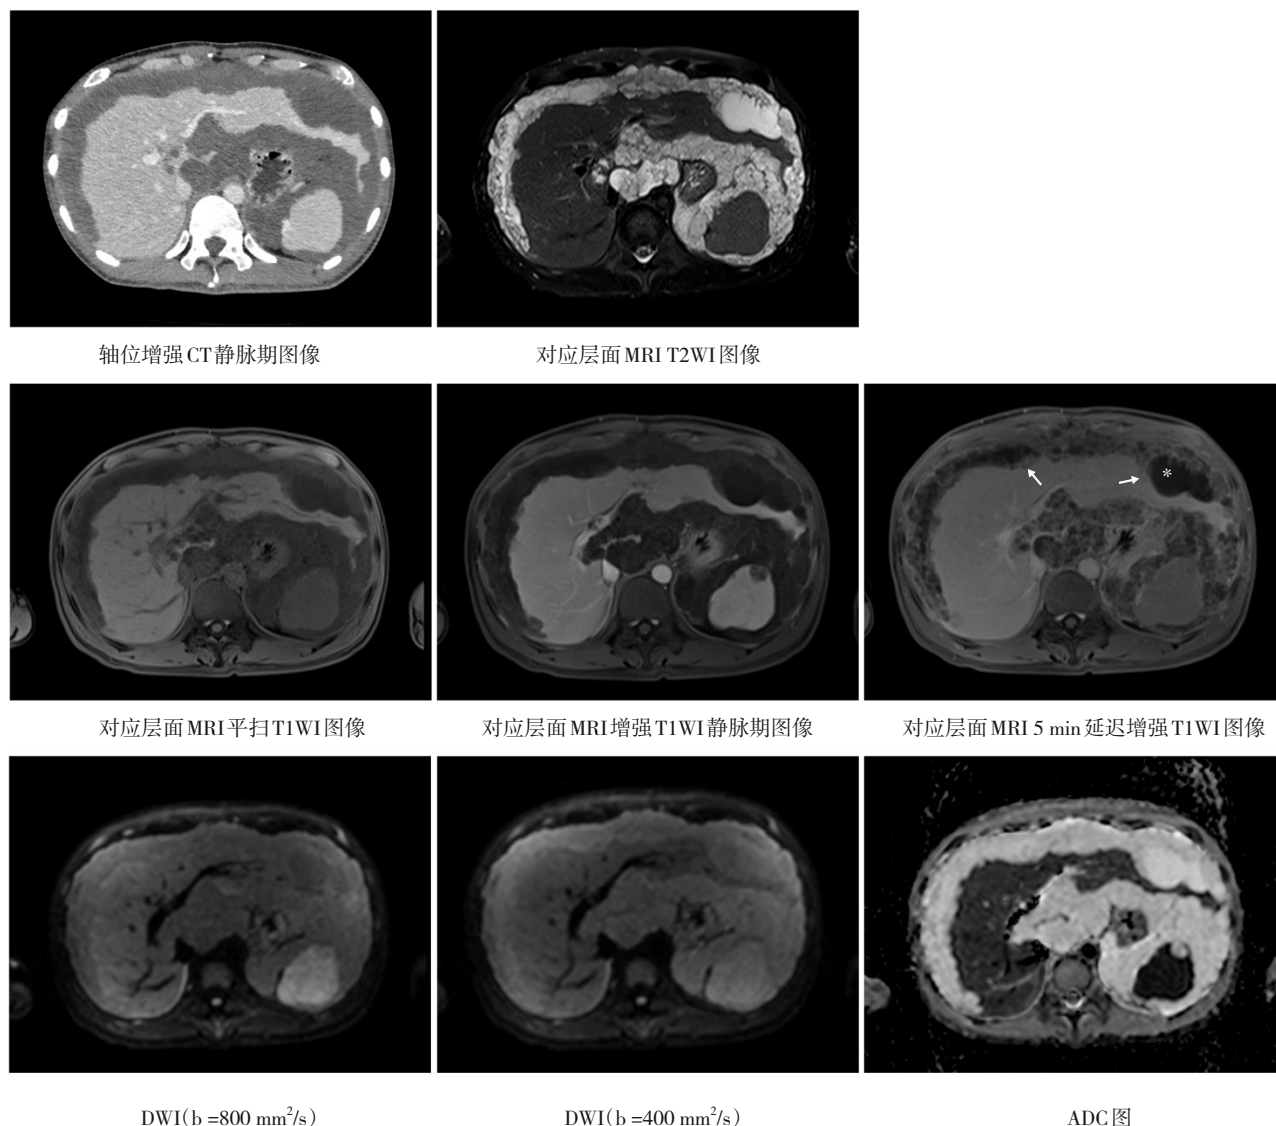 轴位增强CT静脉期图像
对应层面MRI T2WI图像
*
对应层面MRI平扫T1WI图像
对应层面MRI增强T1WI静脉期图像
对应层面MRI 5 min延迟增强T1WI图像
DWI(b =800 mm²/s)
DWI(b =400 mm²/s)
ADC图